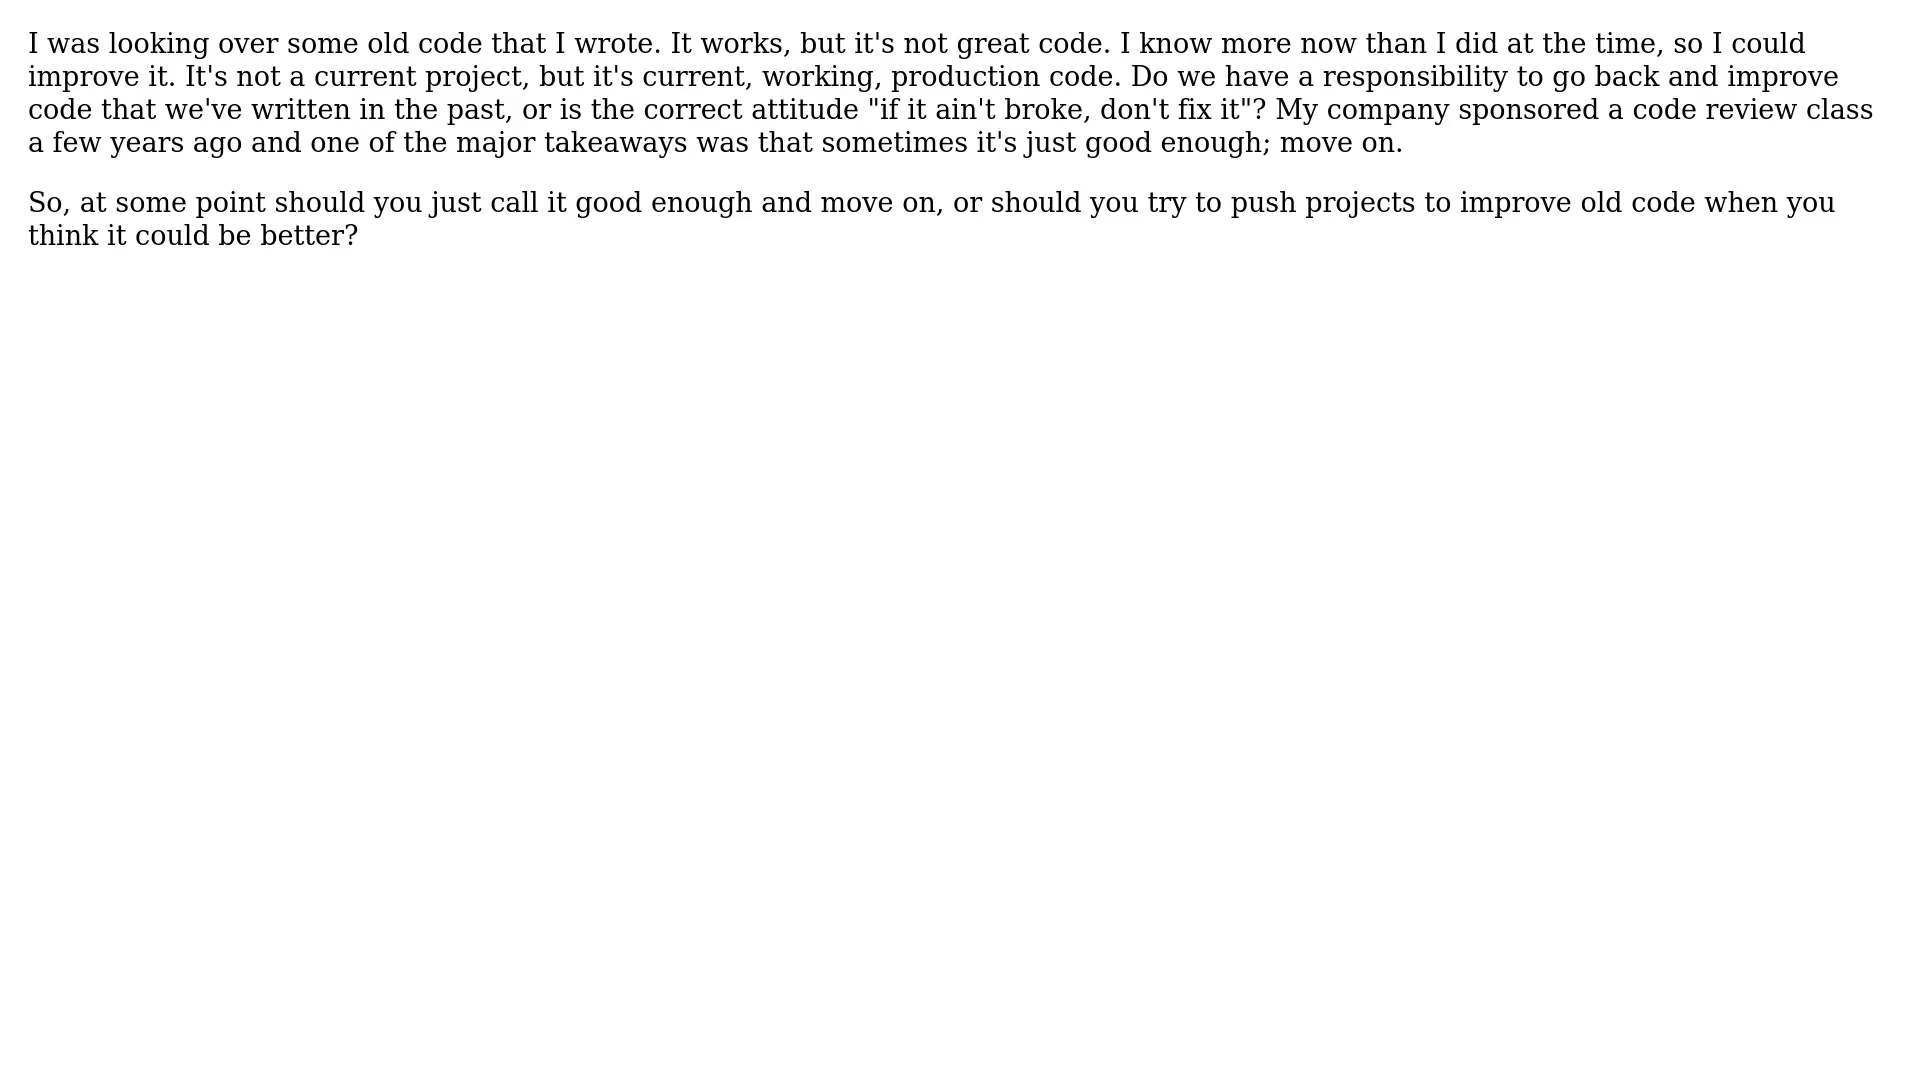 I was looking over some old code that I wrote. It works, but it's not great code. I know more now than I did at the time, so I could
improve it. It's not a current project, but it's current, working, production code. Do we have a responsibility to go back and improve
code that we've written in the past, or is the correct attitude "if it ain't broke, don't fix it"? My company sponsored a code review class
a few years ago and one of the major takeaways was that sometimes it's just good enough; move on.
So, at some point should you just call it good enough and move on, or should you try to push projects to improve old code when you
think it could be better?